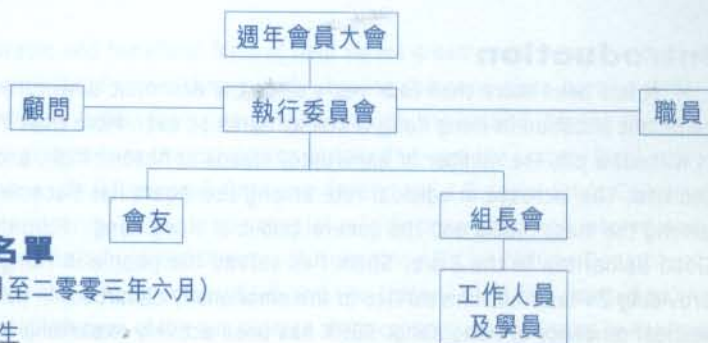 週年會員大會
顧問
執行委員會
職員
會友
組長會
名單
至二零零三年六月)
工作人員
及學員
生